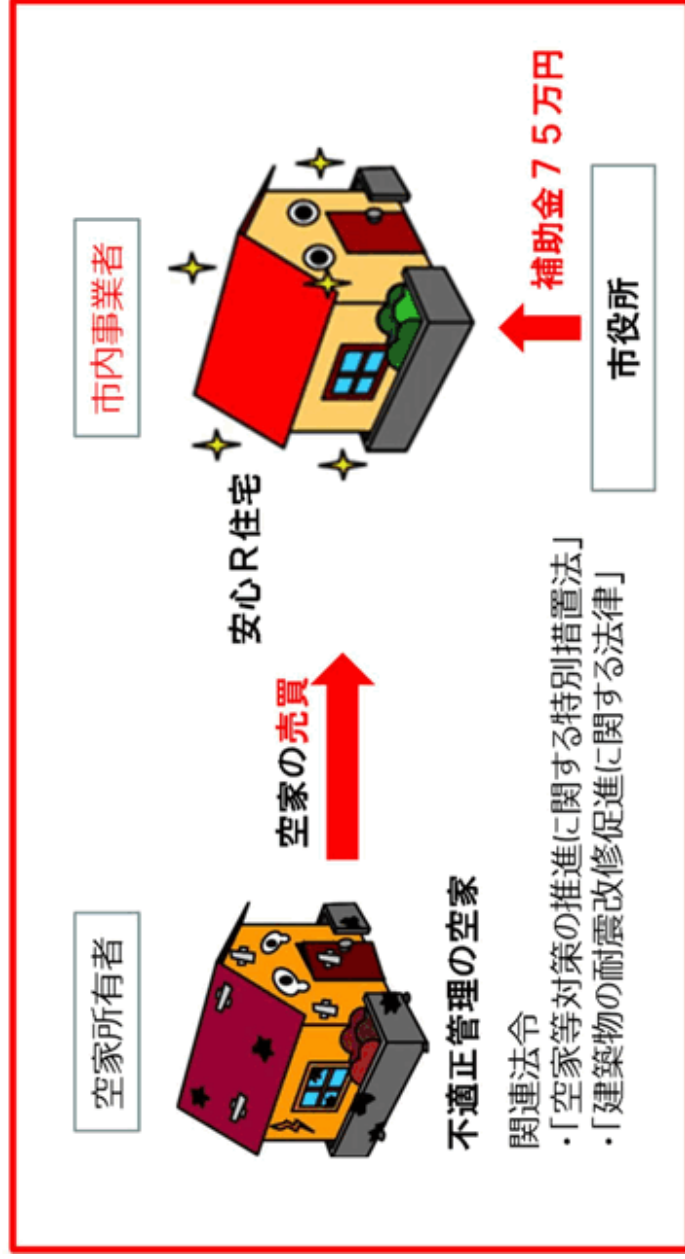 空家所有者
市内事業者
空家の売買
安心R住宅
不適正管理の空家
補助金75万円
市役所
関連法令
・「空家等対策の推進に関する特別措置法」
・「建築物の耐震改修促進に関する法律」